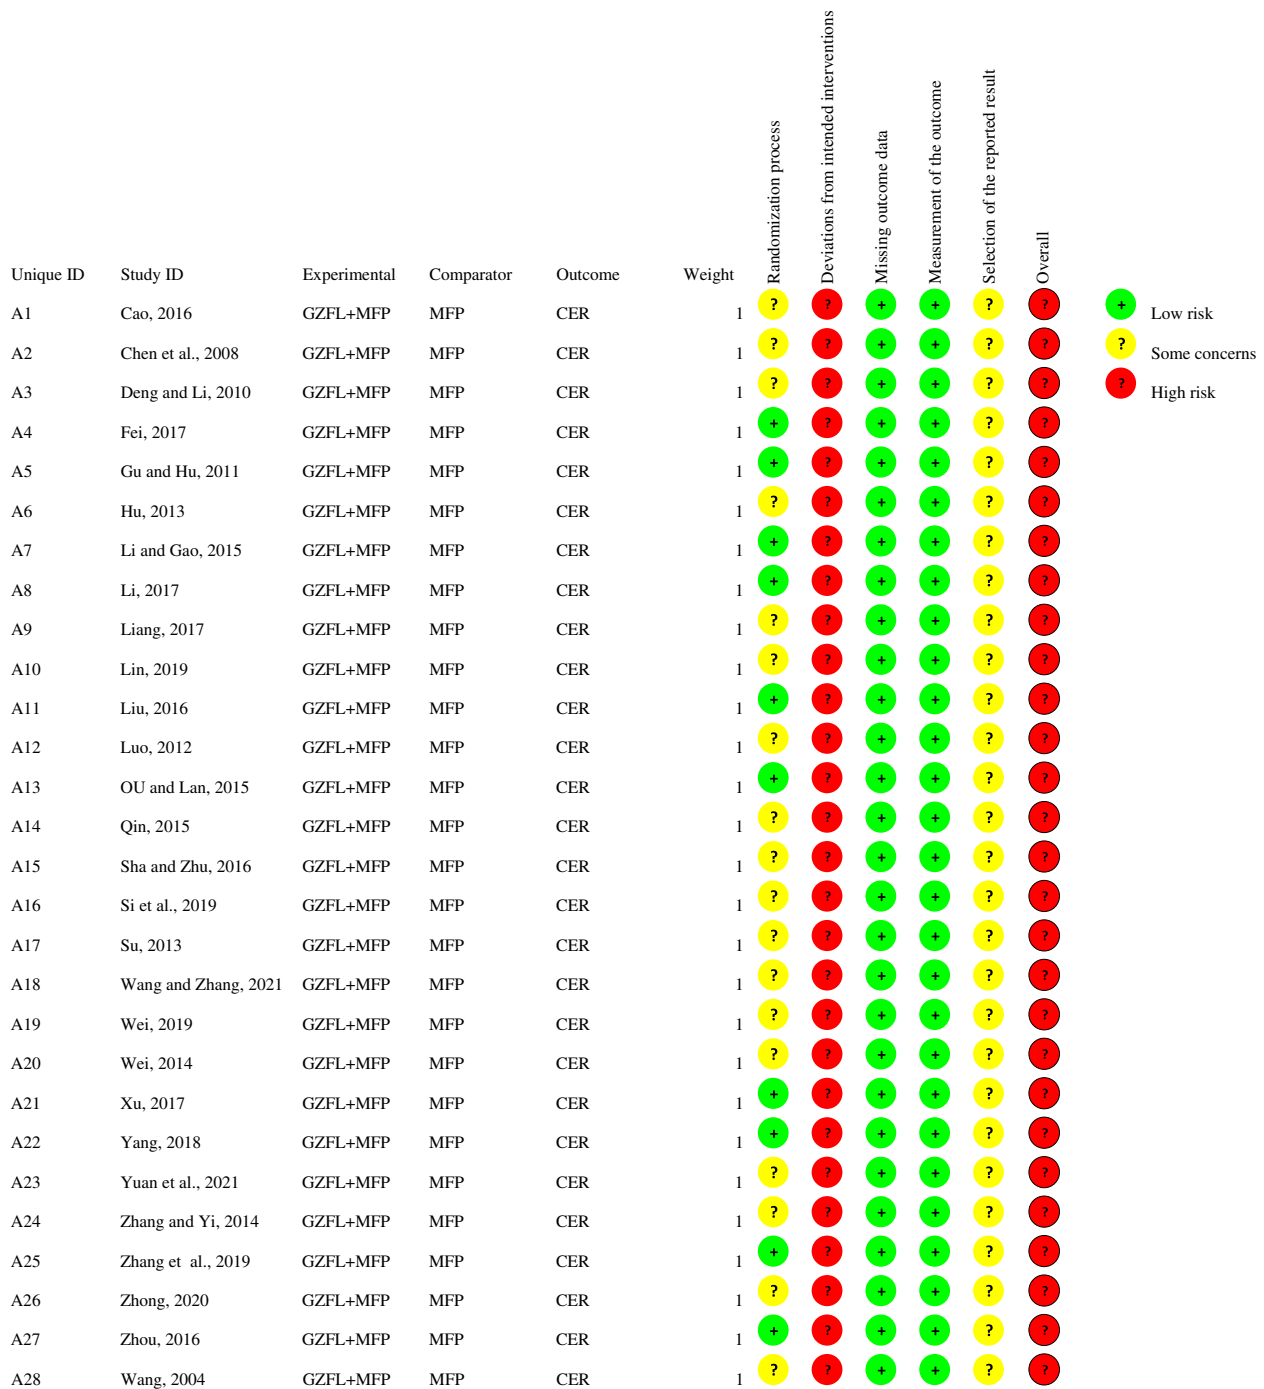 Randomization process
Deviations from intended interventions
Missing outcome data
Measurement of the outcome
Selection of the reported result
Overall
Unique ID Study ID Experimental Comparator Outcome Weight
A1 Cao, 2016 GZFL+MFP MFP CER 1 ? ? + + ? ?
A2 Chen et al., 2008 GZFL+MFP MFP CER 1 ? ? + + ? ?
A3 Deng and Li, 2010 GZFL+MFP MFP CER 1 ? ? + + ? ?
A4 Fei, 2017 GZFL+MFP MFP CER 1 + ? + + ? ?
A5 Gu and Hu, 2011 GZFL+MFP MFP CER 1 + ? + + ? ?
A6 Hu, 2013 GZFL+MFP MFP CER 1 ? ? + + ? ?
A7 Li and Gao, 2015 GZFL+MFP MFP CER 1 + ? + + ? ?
A8 Li, 2017 GZFL+MFP MFP CER 1 + ? + + ? ?
A9 Liang, 2017 GZFL+MFP MFP CER 1 ? ? + + ? ?
A10 Lin, 2019 GZFL+MFP MFP CER 1 ? ? + + ? ?
A11 Liu, 2016 GZFL+MFP MFP CER 1 + ? + + ? ?
A12 Luo, 2012 GZFL+MFP MFP CER 1 ? ? + + ? ?
A13 OU and Lan, 2015 GZFL+MFP MFP CER 1 + ? + + ? ?
A14 Qin, 2015 GZFL+MFP MFP CER 1 ? ? + + ? ?
A15 Sha and Zhu, 2016 GZFL+MFP MFP CER 1 ? ? + + ? ?
A16 Si et al., 2019 GZFL+MFP MFP CER 1 ? ? + + ? ?
A17 Su, 2013 GZFL+MFP MFP CER 1 ? ? + + ? ?
A18 Wang and Zhang, 2021 GZFL+MFP MFP CER 1 ? ? + + ? ?
A19 Wei, 2019 GZFL+MFP MFP CER 1 ? ? + + ? ?
A20 Wei, 2014 GZFL+MFP MFP CER 1 ? ? + + ? ?
A21 Xu, 2017 GZFL+MFP MFP CER 1 + ? + + ? ?
A22 Yang, 2018 GZFL+MFP MFP CER 1 + ? + + ? ?
A23 Yuan et al., 2021 GZFL+MFP MFP CER 1 ? ? + + ? ?
A24 Zhang and Yi, 2014 GZFL+MFP MFP CER 1 ? ? + + ? ?
A25 Zhang et al., 2019 GZFL+MFP MFP CER 1 + ? + + ? ?
A26 Zhong, 2020 GZFL+MFP MFP CER 1 ? ? + + ? ?
A27 Zhou, 2016 GZFL+MFP MFP CER 1 + ? + + ? ?
A28 Wang, 2004 GZFL+MFP MFP CER 1 ? ? + + ? ?
+ Low risk
? Some concerns
? High risk